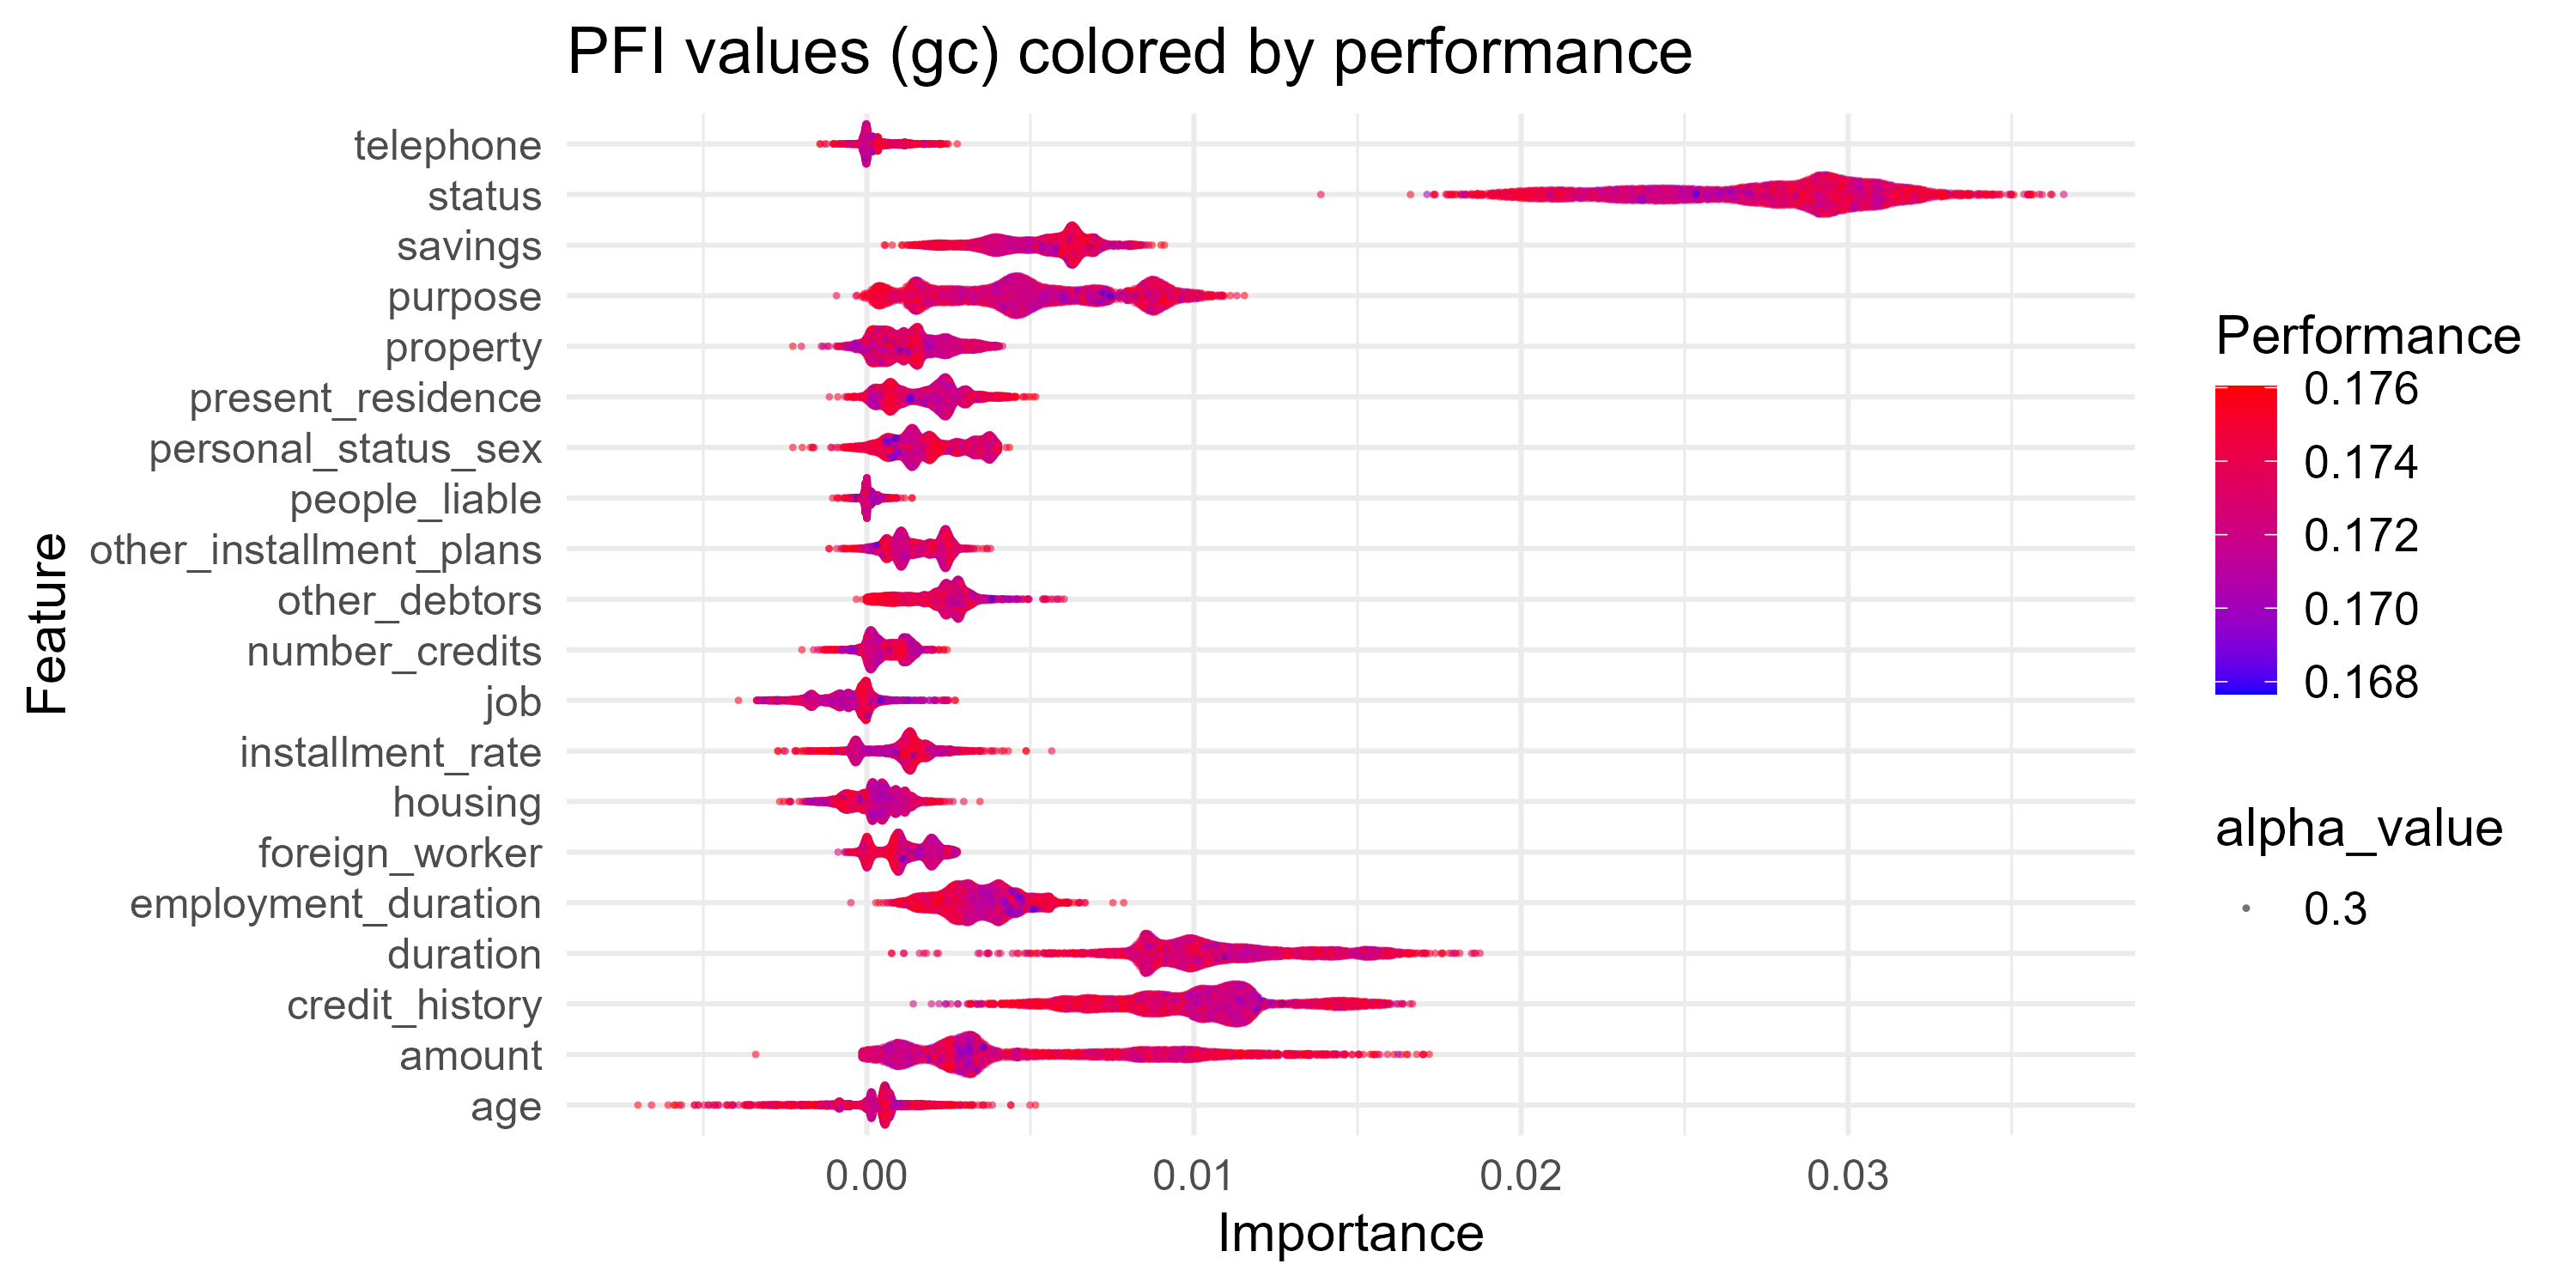 PFI values (gc) colored by performance
telephone
status
savings
purpose
property
present_residence
personal_status_sex
people_liable
other_installment_plans
other_debtors
number_credits
job
installment_rate
housing
foreign_worker
employment_duration
duration
credit_history
amount
age
Feature
0.00
0.01
0.02
0.03
Importance
Performance
0.176
0.174
0.172
0.170
0.168
alpha_value
0.3